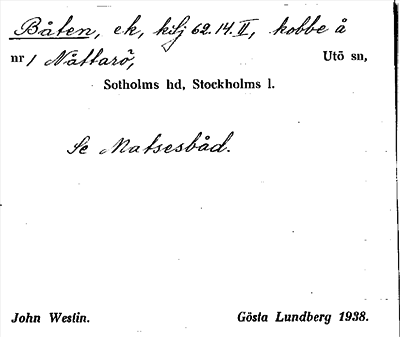 Båten, ek, kfj 62.14.II, kobbe å
nr 1 Nåttarö, Utö sn,
Sotholms hd, Stockholms l.
Se Matsesbåd.
John Westin. Gösta Lundberg 1938.